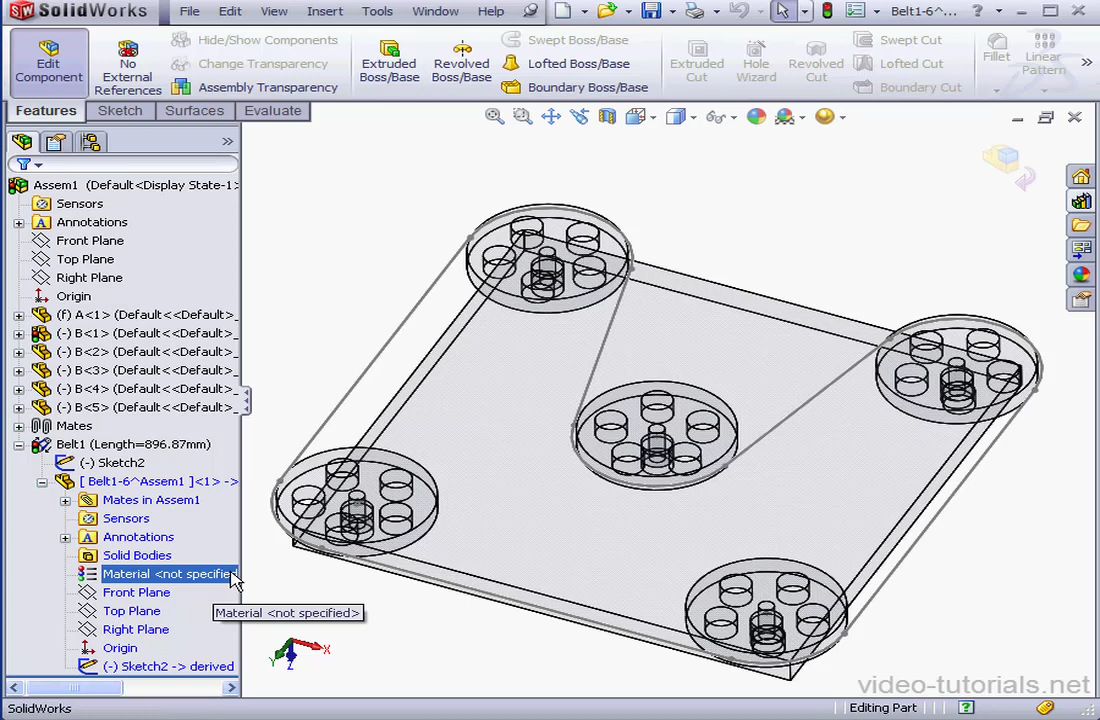 SW SolidWorks File Edit View Insert Tools Window Help Belt1-6^... ?
Edit Component
No External References
Hide/Show Components
Change Transparency
Assembly Transparency
Extruded Boss/Base
Revolved Boss/Base
Swept Boss/Base
Lofted Boss/Base
Boundary Boss/Base
Extruded Cut
Hole Wizard
Revolved Cut
Swept Cut
Lofted Cut
Boundary Cut
Fillet
Linear Pattern
Features Sketch Surfaces Evaluate
Assem1 (Default<Display State-1>
Sensors
A Annotations
Front Plane
Top Plane
Right Plane
Origin
(f) A<1> (Default<<Default>_
(-) B<1> (Default<<Default>_
(-) B<2> (Default<<Default>_
(-) B<3> (Default<<Default>_
(-) B<4> (Default<<Default>_
(-) B<5> (Default<<Default>_
Mates
Belt1 (Length=896.87mm)
(-) Sketch2
[ Belt1-6^Assem1 ]<1> ->
Mates in Assem1
Sensors
A Annotations
Solid Bodies
Material <not specified
Front Plane
Top Plane
Material <not specified>
Right Plane
Origin
(-) Sketch2 -> derived
X
Y
Z
video-tutorials.net
SolidWorks
Editing Part
?